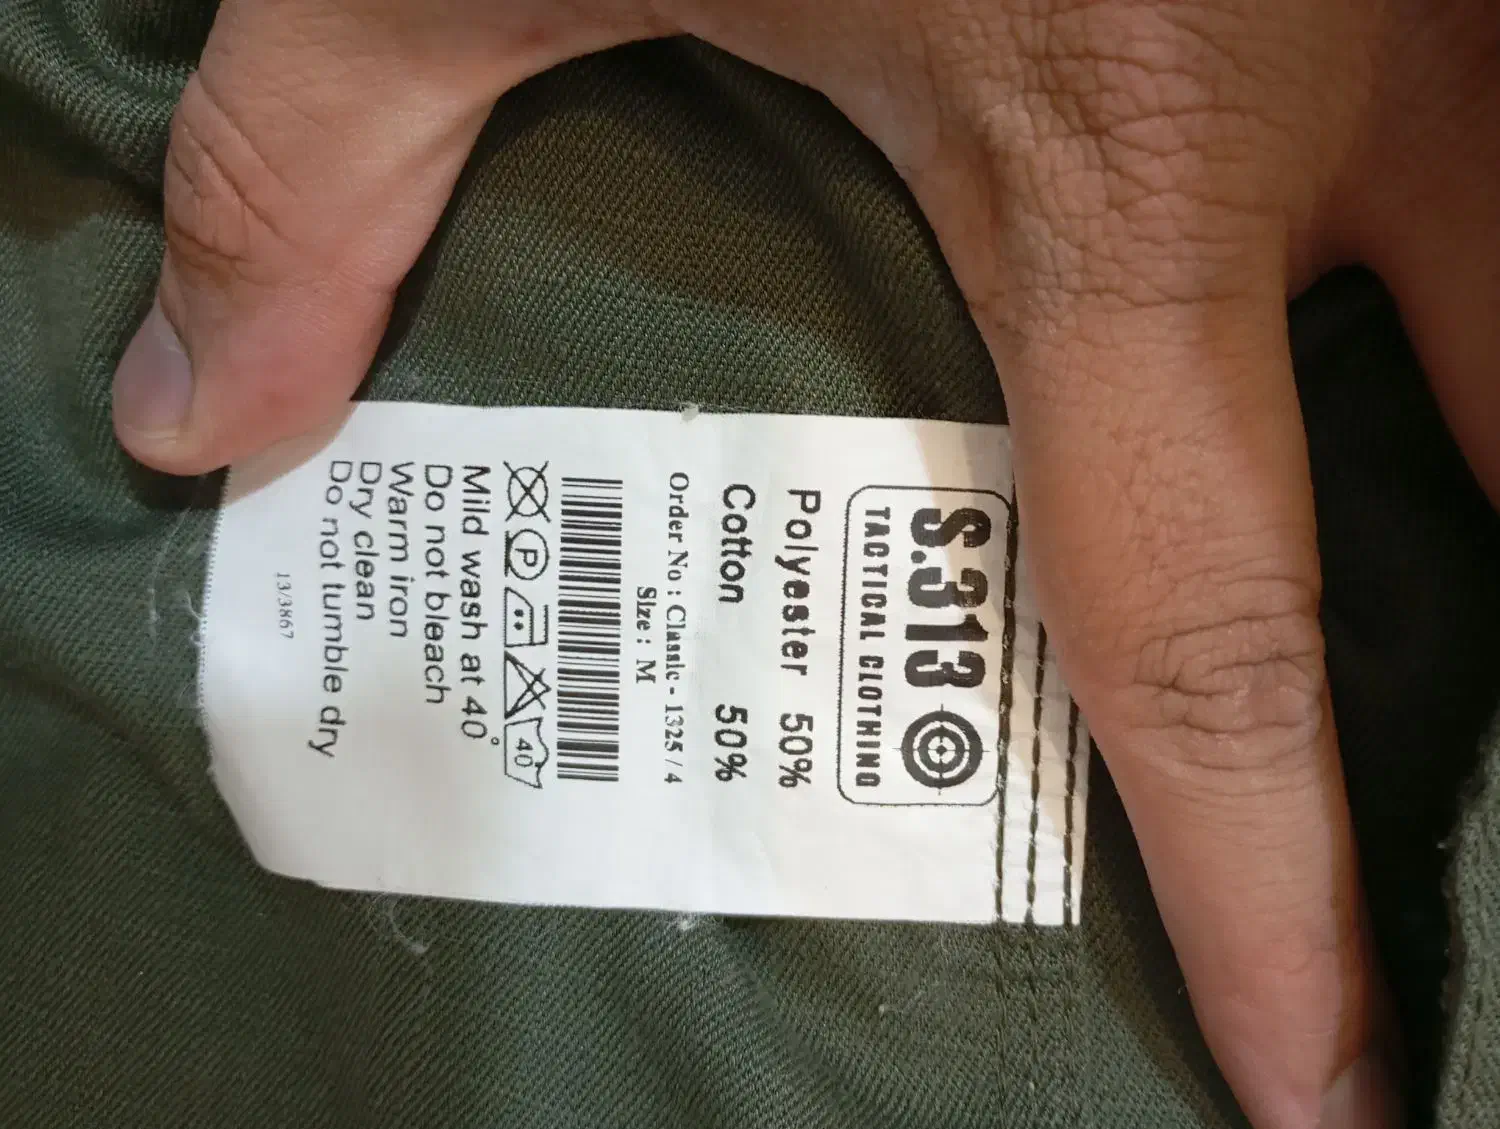 S.313
TACTICAL CLOTHING
Polyester 50%
Cotton 50%
Order No : Classic - 1325 / 4
Size : M
P 40
Mild wash at 40°
Do not bleach
Warm iron
Dry clean
Do not tumble dry
13/3867